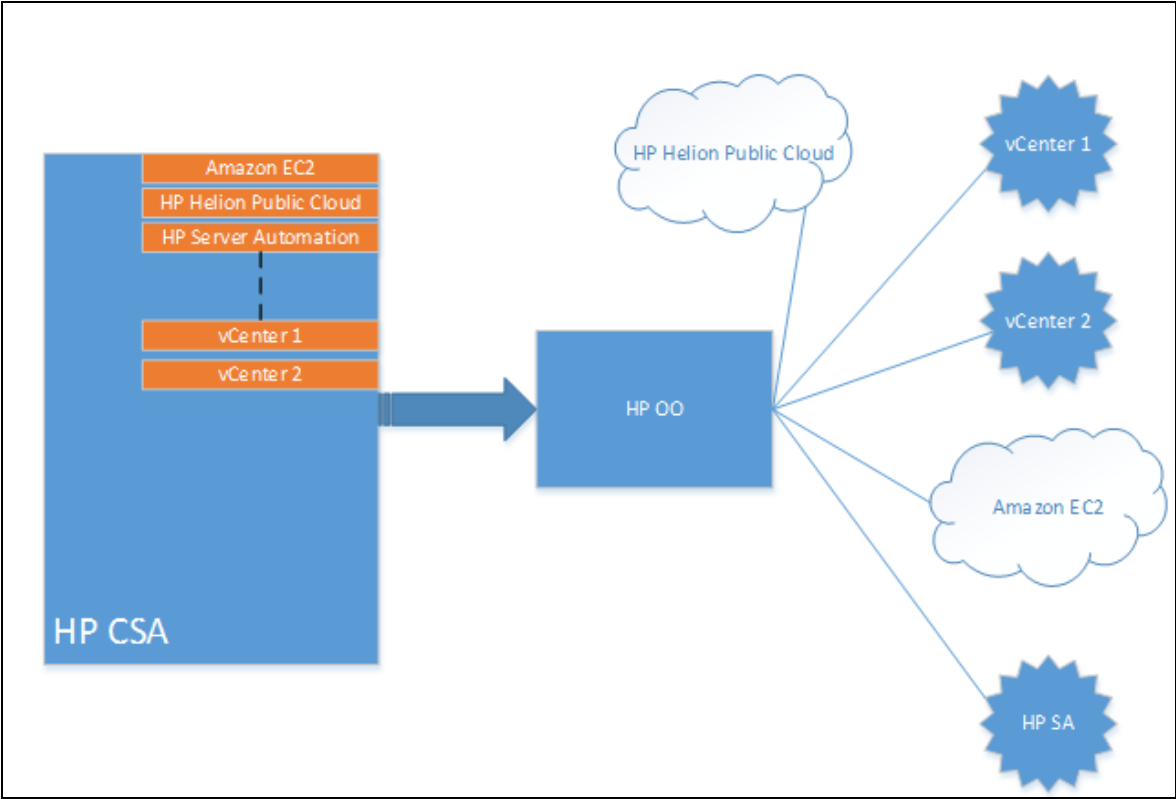 Amazon EC2
HP Helion Public Cloud
HP Server Automation
vCenter 1
vCenter 2
HP CSA
HP OO
HP Helion Public Cloud
vCenter 1
vCenter 2
Amazon EC2
HP SA